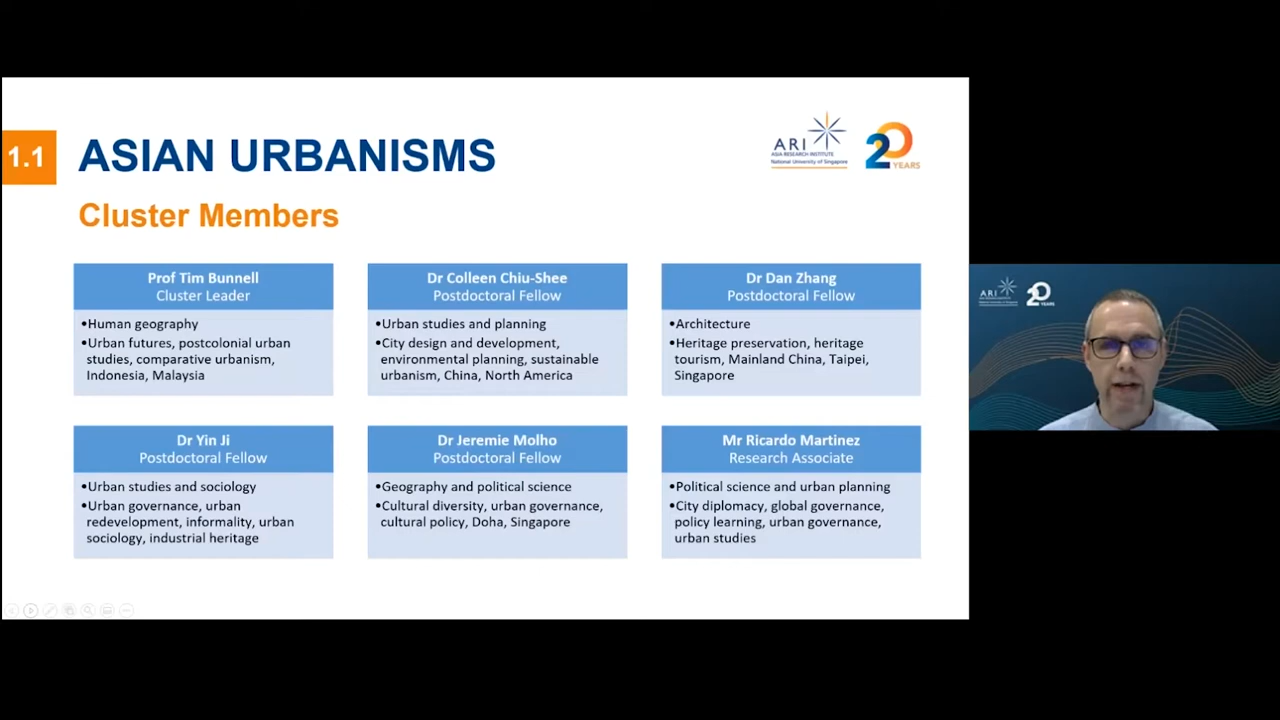 1.1
ASIAN URBANISMS
ARI
ASIA RESEARCH INSTITUTE
National University of Singapore
20
YEARS
Cluster Members
Prof Tim Bunnell
Cluster Leader
•Human geography
•Urban futures, postcolonial urban
studies, comparative urbanism,
Indonesia, Malaysia
Dr Colleen Chiu-Shee
Postdoctoral Fellow
•Urban studies and planning
•City design and development,
environmental planning, sustainable
urbanism, China, North America
Dr Dan Zhang
Postdoctoral Fellow
•Architecture
•Heritage preservation, heritage
tourism, Mainland China, Taipei,
Singapore
Dr Yin Ji
Postdoctoral Fellow
•Urban studies and sociology
•Urban governance, urban
redevelopment, informality, urban
sociology, industrial heritage
Dr Jeremie Molho
Postdoctoral Fellow
•Geography and political science
•Cultural diversity, urban governance,
cultural policy, Doha, Singapore
Mr Ricardo Martinez
Research Associate
•Political science and urban planning
•City diplomacy, global governance,
policy learning, urban governance,
urban studies
ARI
20
YEARS